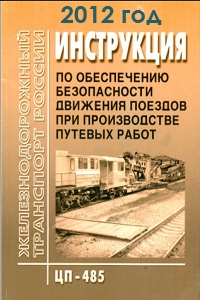 2012 год
ИНСТРУКЦИЯ
ПО ОБЕСПЕЧЕНИЮ
БЕЗОПАСНОСТИ
ДВИЖЕНИЯ ПОЕЗДОВ
ПРИ ПРОИЗВОДСТВЕ
ПУТЕВЫХ РАБОТ
ЖЕЛЕЗНОДОРОЖНЫЙ
ТРАНСПОРТ РОССИИ
ЦП - 485